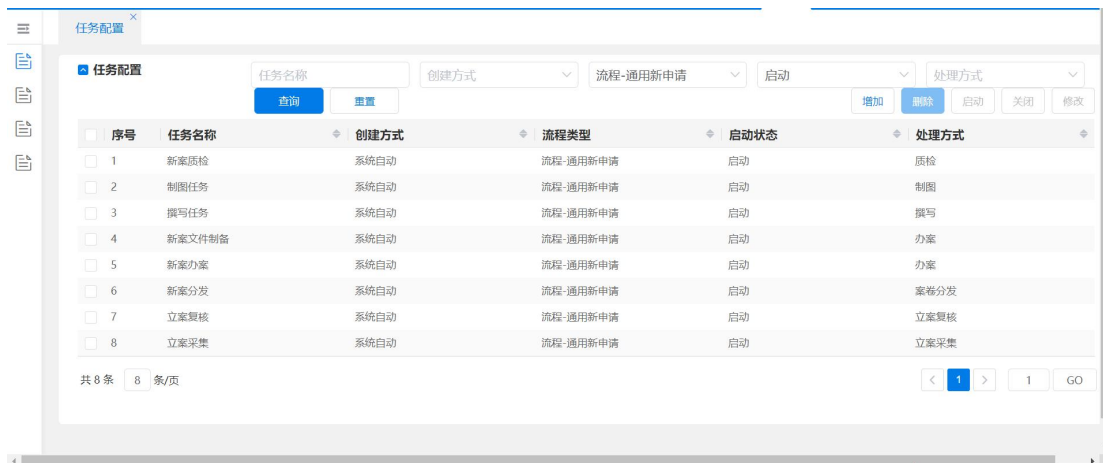 任务配置
任务配置 任务名称 创建方式 流程-通用新申请 启动 处理方式
查询 重置 增加 删除 启动 关闭 修改
序号 任务名称 创建方式 流程类型 启动状态 处理方式
1 新案质检 系统自动 流程-通用新申请 启动 质检
2 制图任务 系统自动 流程-通用新申请 启动 制图
3 撰写任务 系统自动 流程-通用新申请 启动 撰写
4 新案文件制备 系统自动 流程-通用新申请 启动 办案
5 新案办案 系统自动 流程-通用新申请 启动 办案
6 新案分发 系统自动 流程-通用新申请 启动 案卷分发
7 立案复核 系统自动 流程-通用新申请 启动 立案复核
8 立案采集 系统自动 流程-通用新申请 启动 立案采集
共 8 条 8 条/页 < 1 > 1 GO